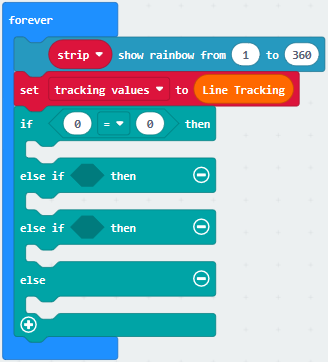 forever
strip show rainbow from 1 to 360
set tracking values to Line Tracking
if 0 = 0 then
else if then
else if then
else